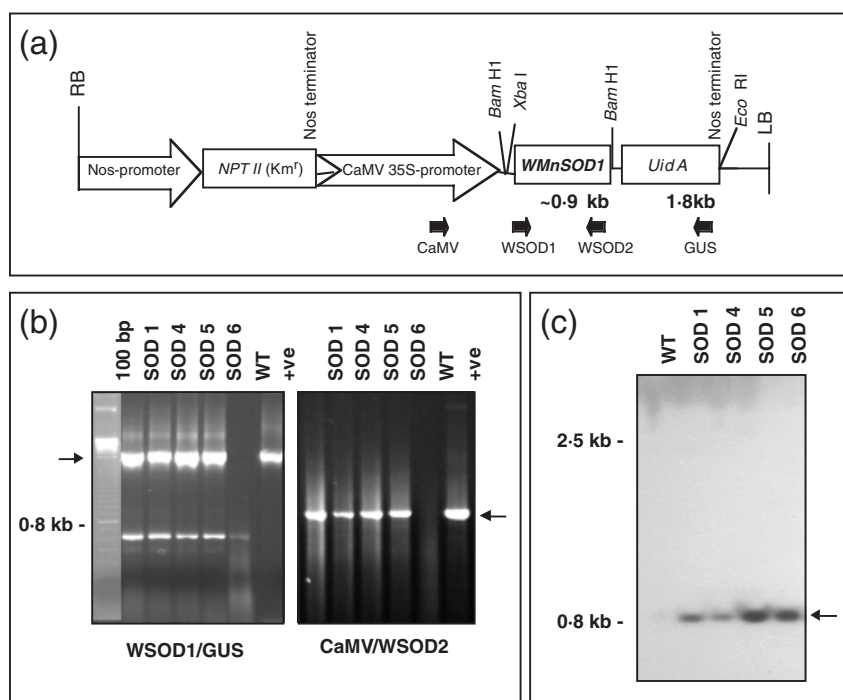 (a)
RB
Nos terminator
Bam H1
Xba I
Bam H1
Nos terminator
Eco RI
LB
Nos-promoter
NPT II (Kmʳ)
CaMV 35S-promoter
WMnSOD1
Uid A
~0·9 kb
1·8kb
CaMV
WSOD1
WSOD2
GUS
(b)
100 bp
SOD 1
SOD 4
SOD 5
SOD 6
WT
+ve
SOD 1
SOD 4
SOD 5
SOD 6
WT
+ve
0·8 kb -
WSOD1/GUS
CaMV/WSOD2
(c)
WT
SOD 1
SOD 4
SOD 5
SOD 6
2·5 kb -
0·8 kb -